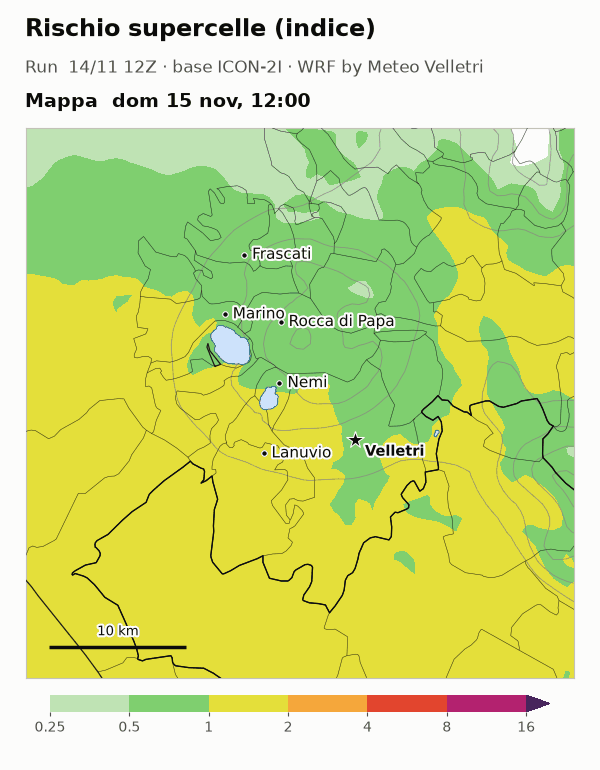 Rischio supercelle (indice)
Run  14/11 12Z · base ICON-2I · WRF by Meteo Velletri
Mappa  dom 15 nov, 12:00
Frascati
Marino
Rocca di Papa
Nemi
Lanuvio
Velletri
10 km
0.25 0.5 1 2 4 8 16